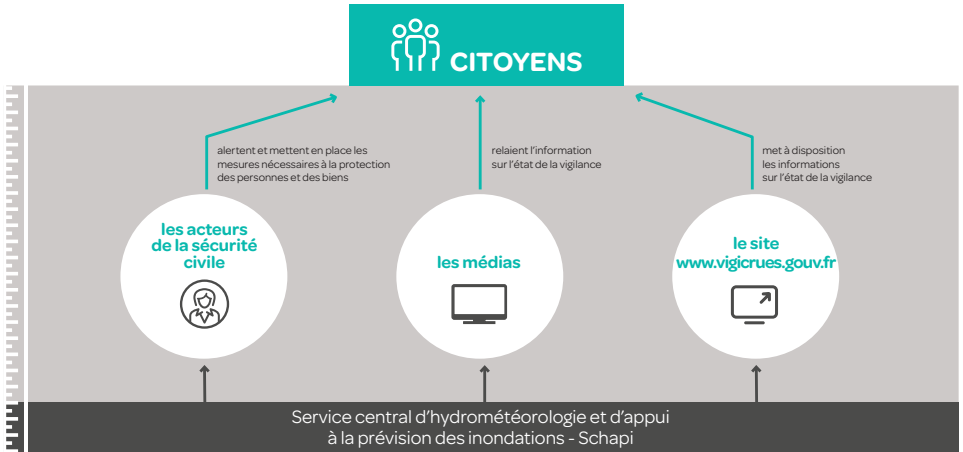 CITOYENS
alertent et mettent en place les
mesures nécessaires à la protection
des personnes et des biens
relaient l'information
sur l'état de la vigilance
met à disposition
les informations
sur l'état de la vigilance
les acteurs
de la sécurité
civile
les médias
le site
www.vigicrues.gouv.fr
Service central d'hydrométéorologie et d'appui
à la prévision des inondations - Schapi